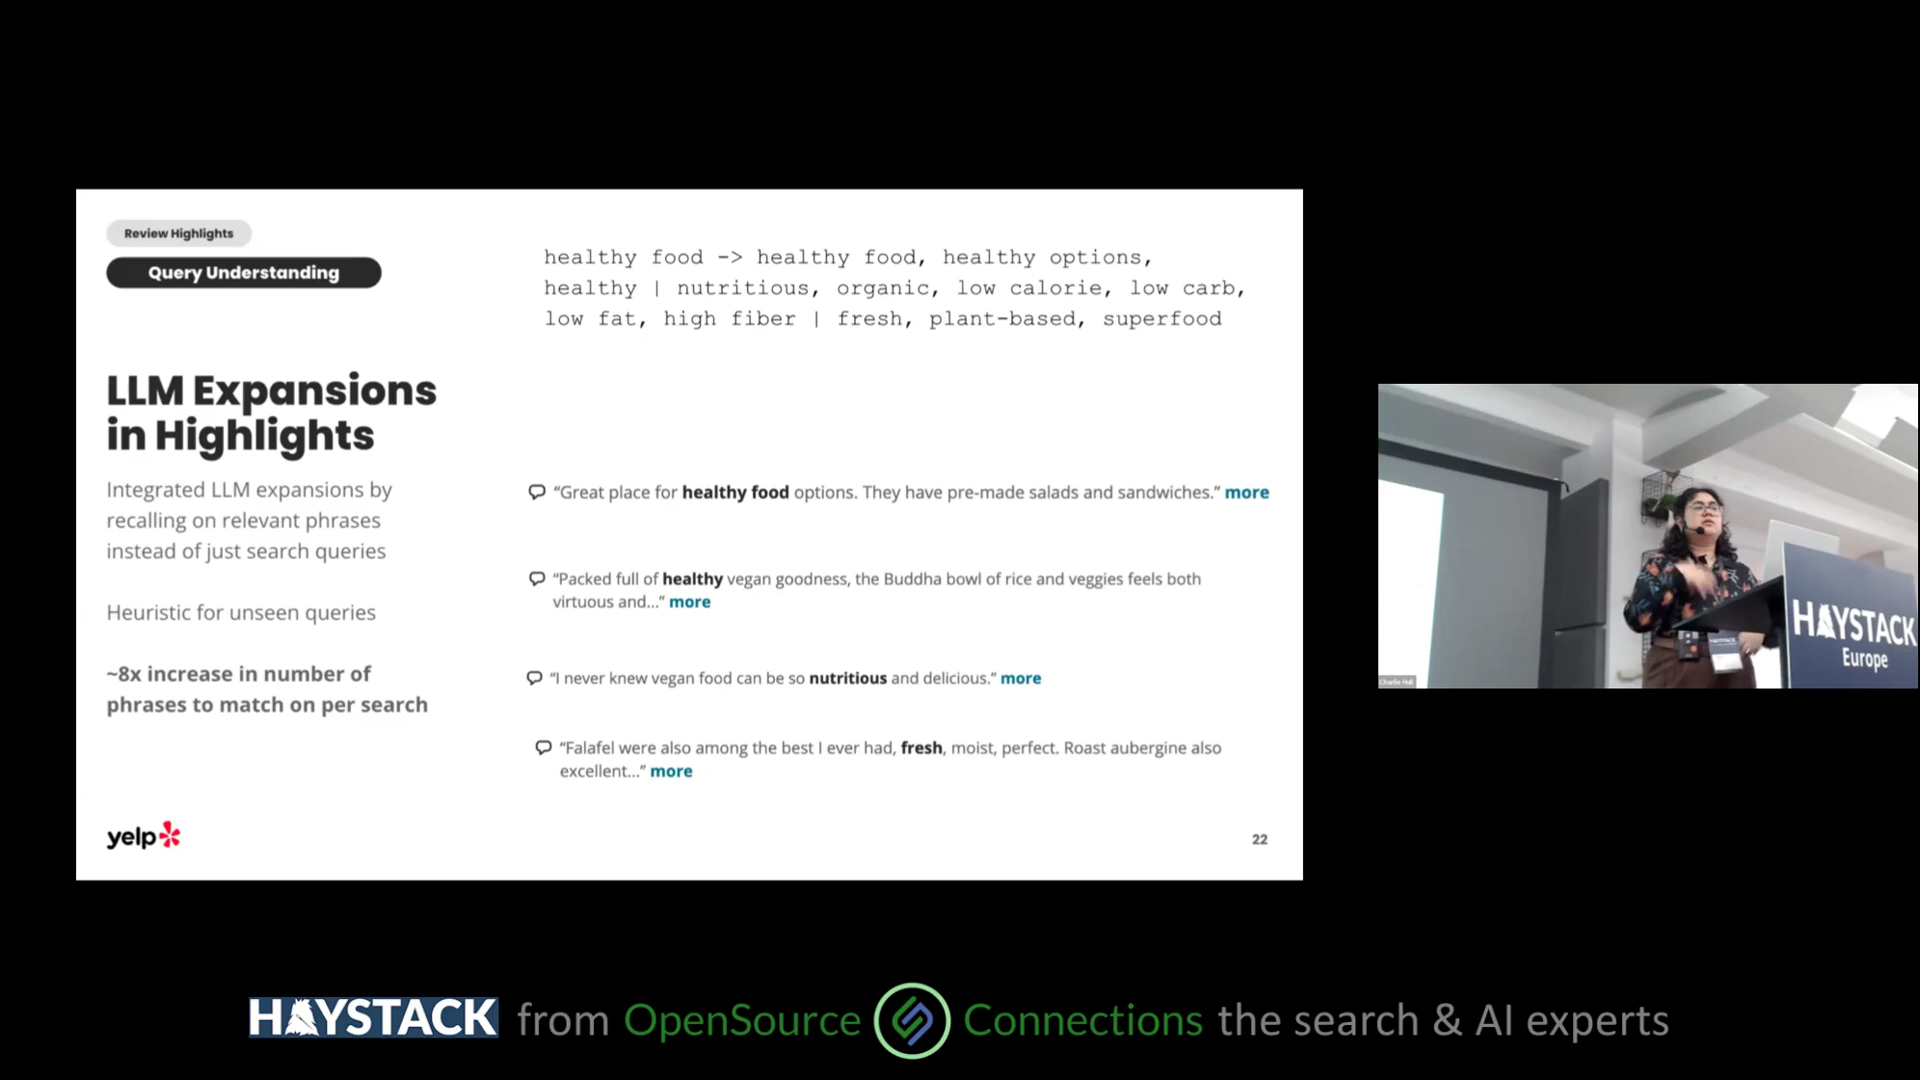 Review Highlights
Query Understanding
LLM Expansions
in Highlights
Integrated LLM expansions by
recalling on relevant phrases
instead of just search queries
Heuristic for unseen queries
~8x increase in number of
phrases to match on per search
yelp
healthy food -> healthy food, healthy options,
healthy | nutritious, organic, low calorie, low carb,
low fat, high fiber | fresh, plant-based, superfood
“Great place for healthy food options. They have pre-made salads and sandwiches.” more
“Packed full of healthy vegan goodness, the Buddha bowl of rice and veggies feels both
virtuous and...” more
“I never knew vegan food can be so nutritious and delicious.” more
“Falafel were also among the best I ever had, fresh, moist, perfect. Roast aubergine also
excellent...” more
22
HAYSTACK
Europe
Charlie Hull
HAYSTACK from OpenSource Connections the search & AI experts